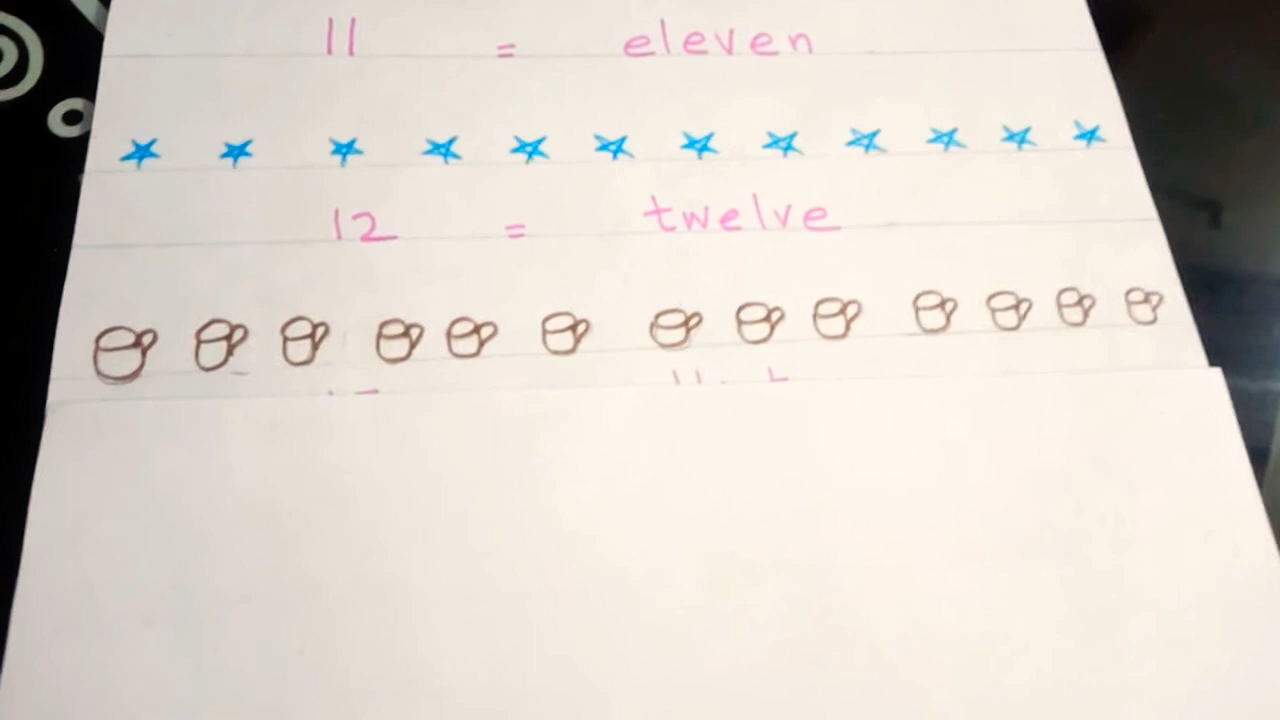 11 = eleven
12 = twelve